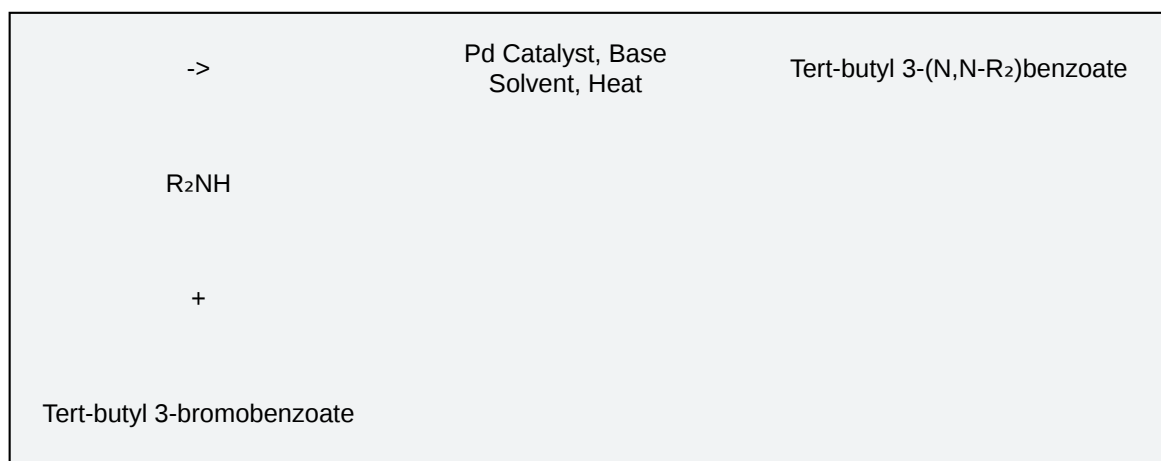 ->
Pd Catalyst, Base
Solvent, Heat
Tert-butyl 3-(N,N-R₂)benzoate
R₂NH
+
Tert-butyl 3-bromobenzoate